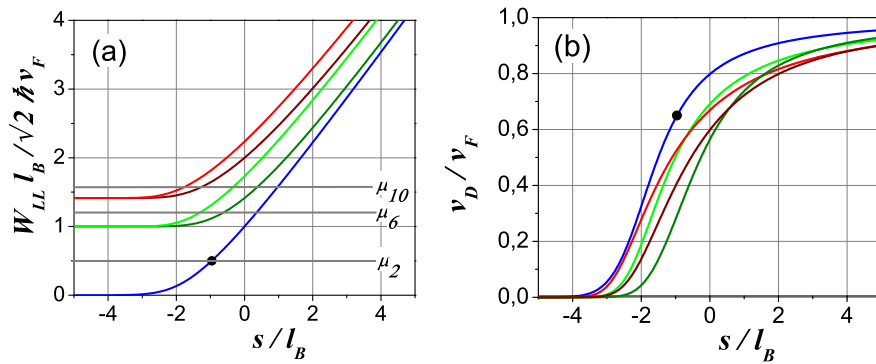 (a)
W_LL l_B / √2 ħ v_F
4
3
2
1
0
μ_10
μ_6
μ_2
-4 -2 0 2 4
s / l_B
(b)
v_D / v_F
1,0
0,8
0,6
0,4
0,2
0,0
-4 -2 0 2 4
s / l_B